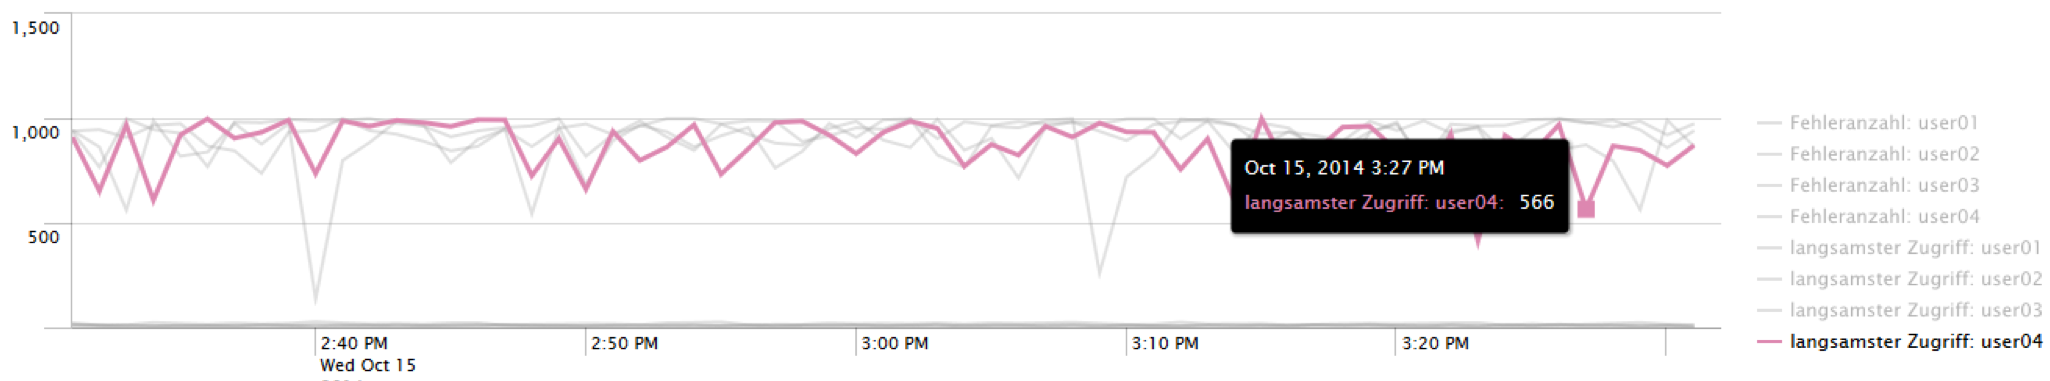 1,500
1,000
500
2:40 PM
Wed Oct 15
2:50 PM
3:00 PM
3:10 PM
3:20 PM
Oct 15, 2014 3:27 PM
langsamster Zugriff: user04: 566
Fehleranzahl: user01
Fehleranzahl: user02
Fehleranzahl: user03
Fehleranzahl: user04
langsamster Zugriff: user01
langsamster Zugriff: user02
langsamster Zugriff: user03
langsamster Zugriff: user04